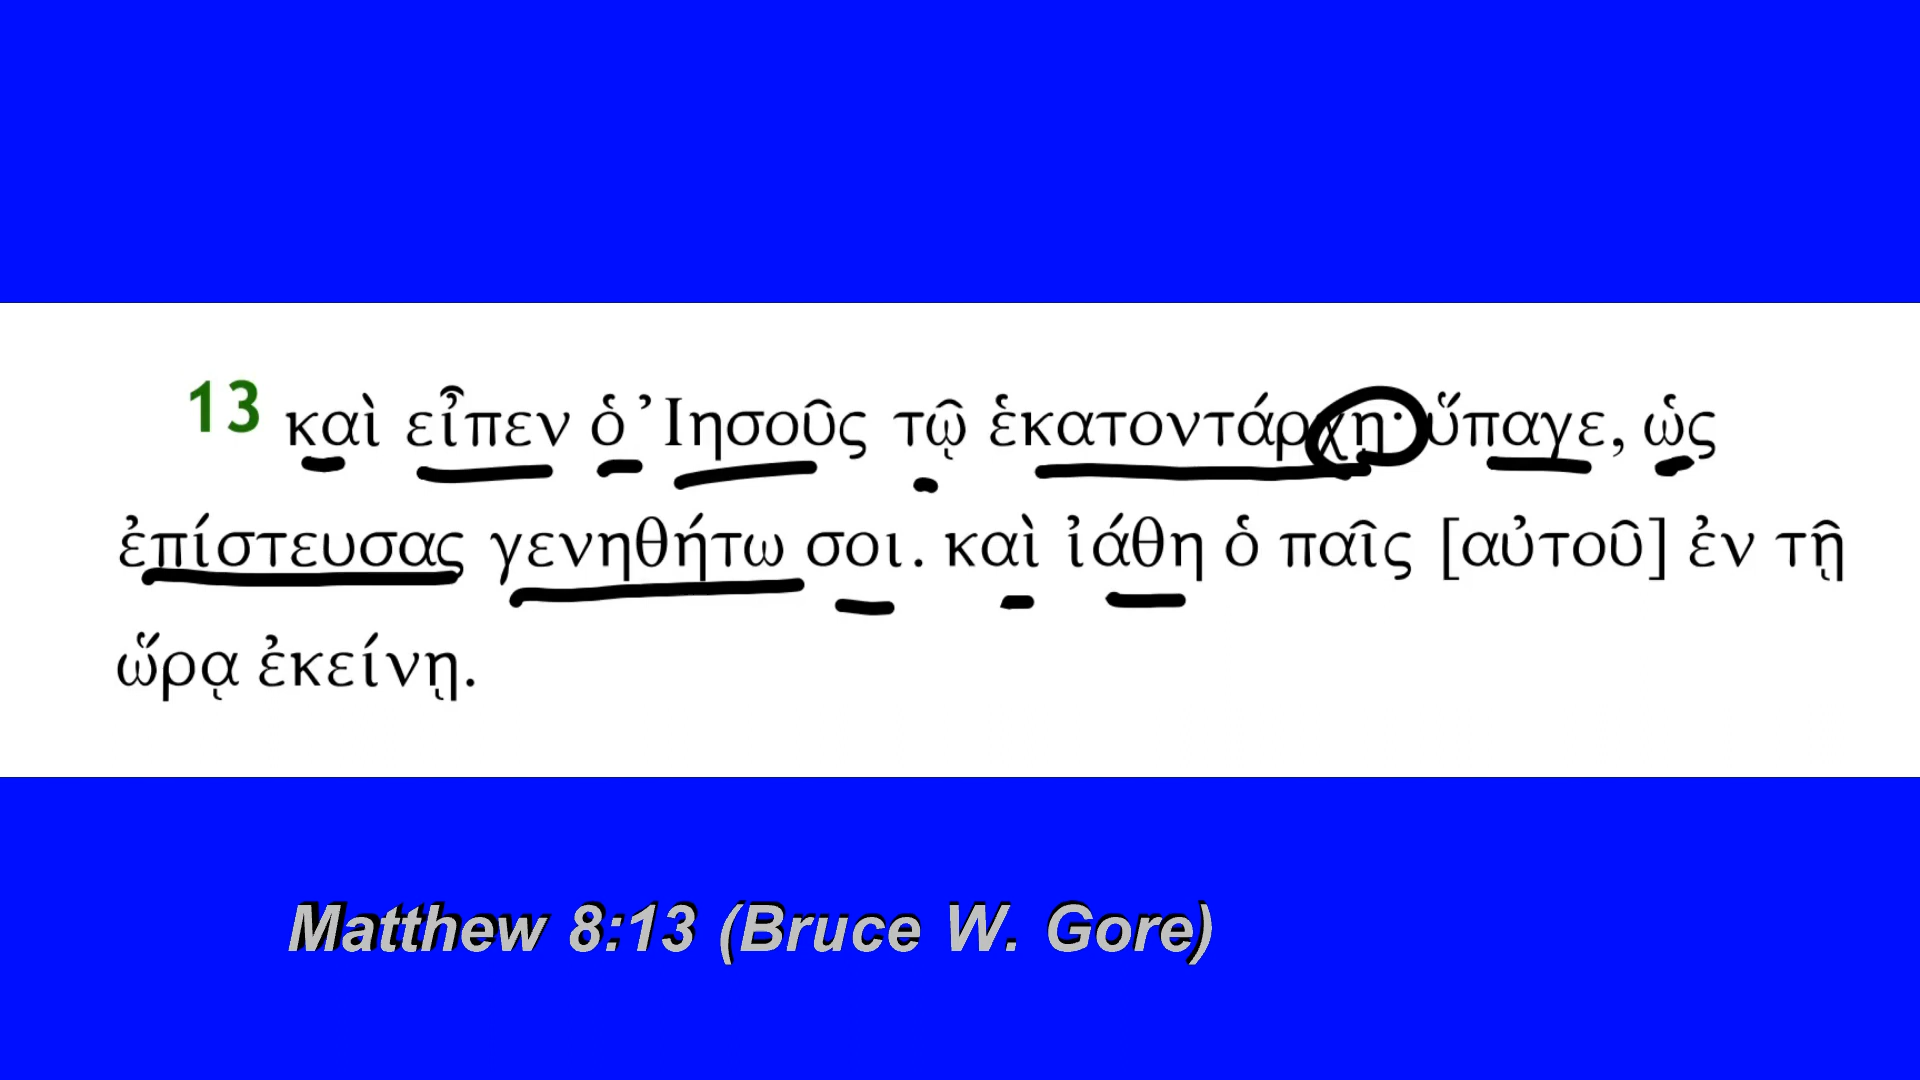 13 καὶ εἶπεν ὁ Ἰησοῦς τῷ ἑκατοντάρχῃ· ὕπαγε, ὡς
ἐπίστευσας γενηθήτω σοι. καὶ ἰάθη ὁ παῖς [αὐτοῦ] ἐν τῇ
ὥρᾳ ἐκείνῃ.
Matthew 8:13 (Bruce W. Gore)